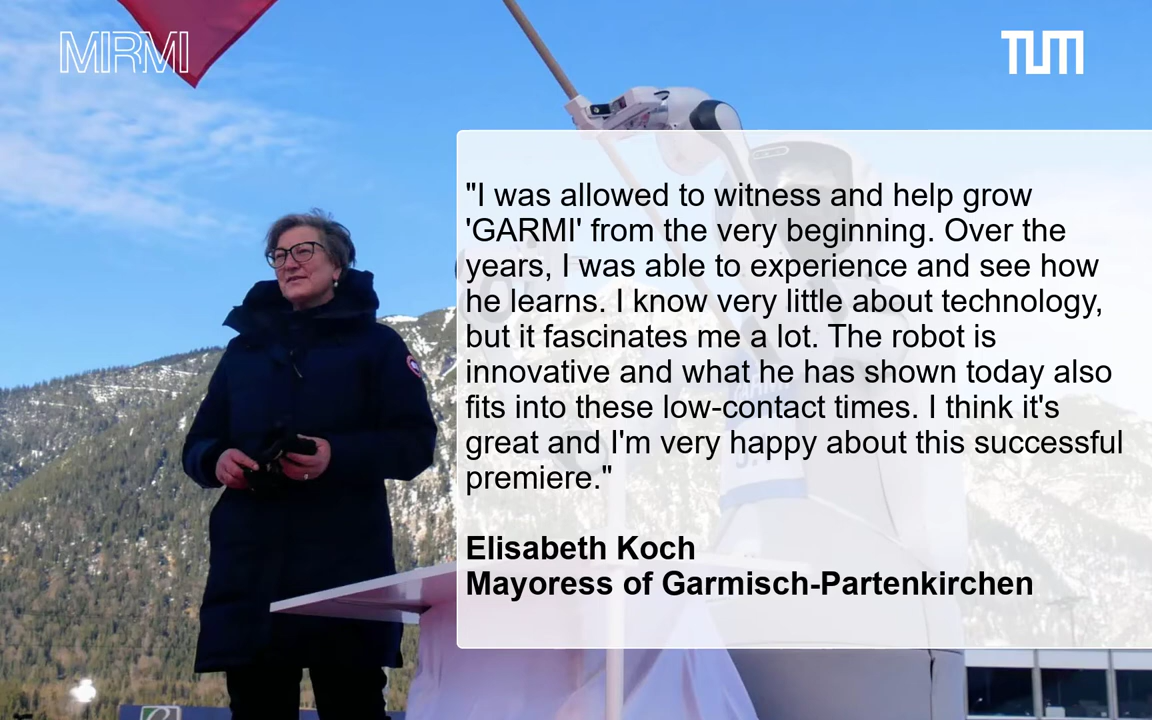 MIRMI
TUM
"I was allowed to witness and help grow
'GARMI' from the very beginning. Over the
years, I was able to experience and see how
he learns. I know very little about technology,
but it fascinates me a lot. The robot is
innovative and what he has shown today also
fits into these low-contact times. I think it's
great and I'm very happy about this successful
premiere."
Elisabeth Koch
Mayoress of Garmisch-Partenkirchen